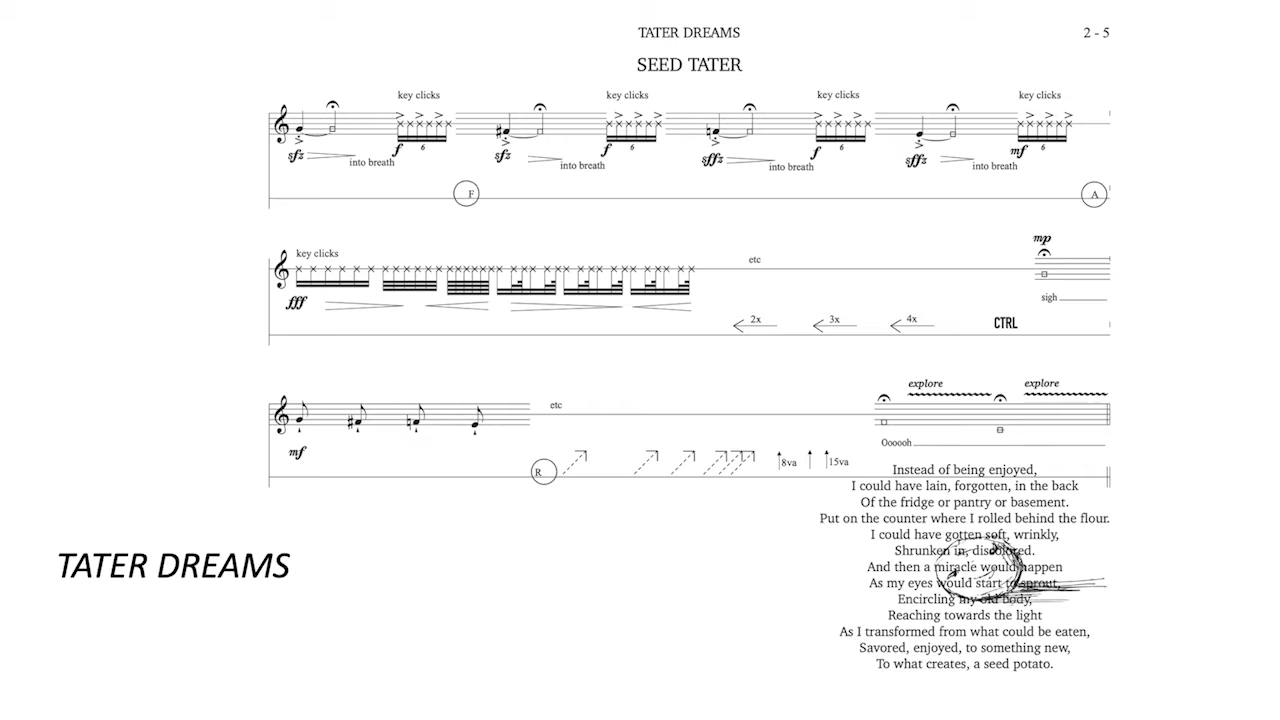 TATER DREAMS 2 - 5
SEED TATER
key clicks key clicks key clicks key clicks
sfz into breath f 6 sfz into breath f 6 sffz into breath f 6 sffz into breath mf 6
F A
key clicks etc mp
fff sigh
2x 3x 4x CTRL
etc explore explore
mf Oooooh
R 8va 15va
Instead of being enjoyed,
I could have lain, forgotten, in the back
Of the fridge or pantry or basement.
Put on the counter where I rolled behind the flour.
I could have gotten soft, wrinkly,
Shrunken in, discolored.
And then a miracle would happen
As my eyes would start to sprout,
Encircling my old body,
Reaching towards the light
As I transformed from what could be eaten,
Savored, enjoyed, to something new,
To what creates, a seed potato.
TATER DREAMS